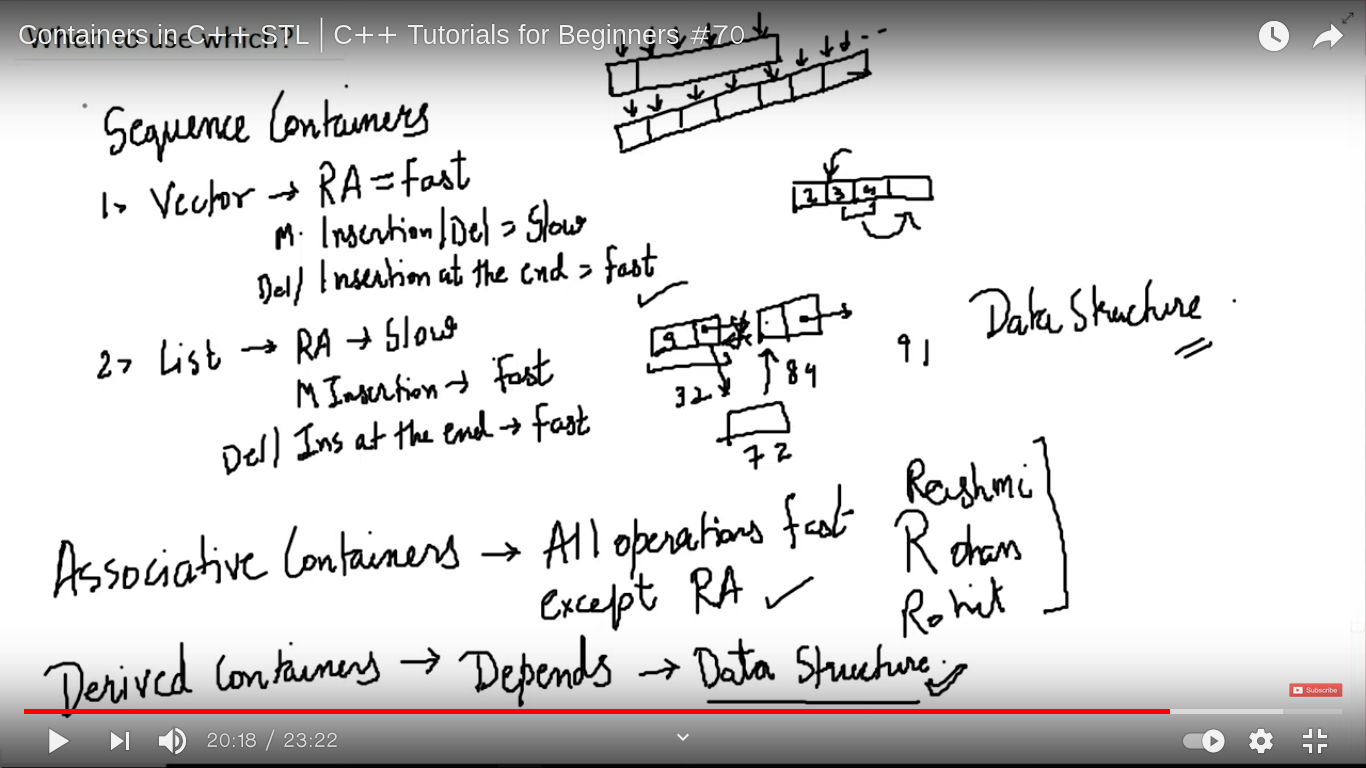 Containers in C++ STL | C++ Tutorials for Beginners #70
When to use which?
Sequence Containers
1> Vector → RA = Fast
M. Insertion/Del = Slow
Del/ Insertion at the end = fast
2 3 4
2> List → RA → Slow
M Insertion → Fast
Del/ Ins at the end → Fast
9
32
84
72
91
Data Structure
Associative Containers → All operations fast
except RA
Rashmi
Rohan
Rohit
Derived Containers → Depends → Data Structure
Subscribe
20:18 / 23:22